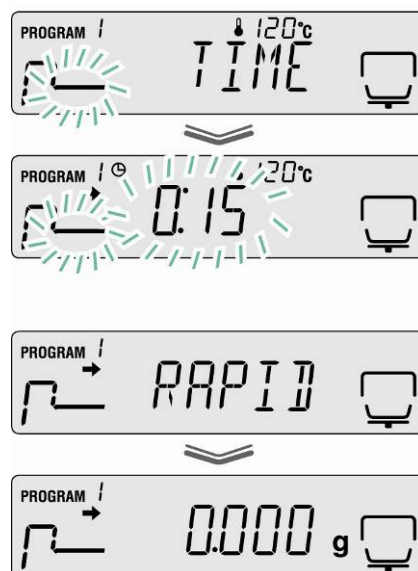 PROGRAM 1 120°C
TIME
PROGRAM 1 120°C
0:15
PROGRAM 1
RAPID
PROGRAM 1
0.000 g